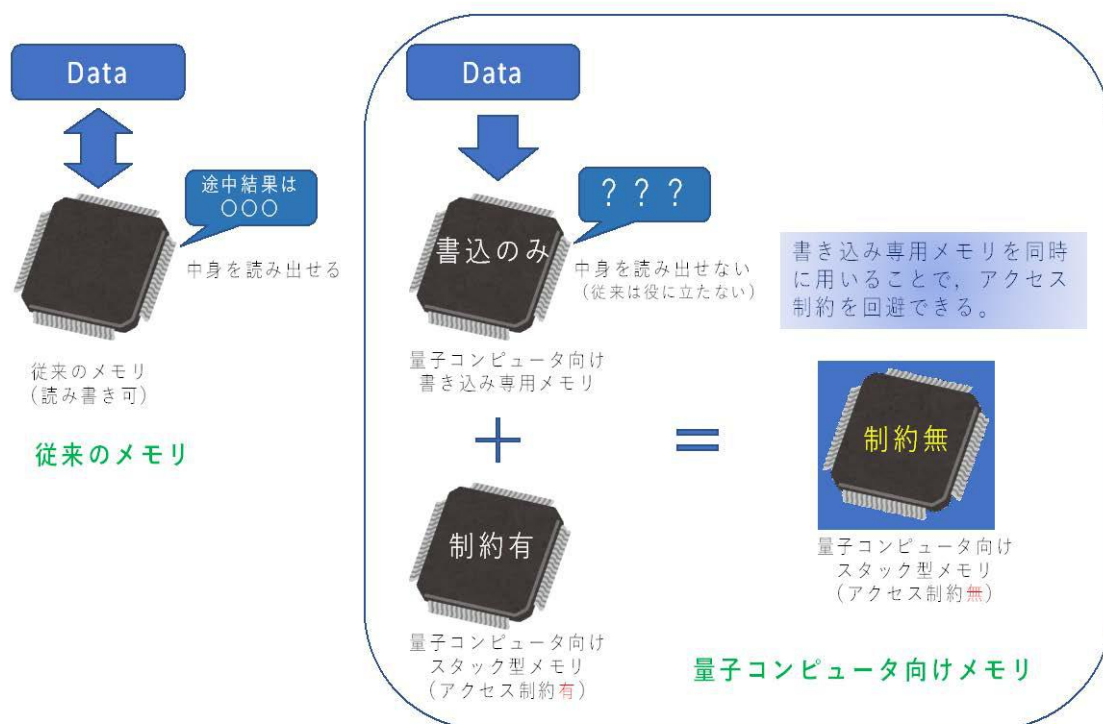 Data
途中結果は
○○○
中身を読み出せる
従来のメモリ
(読み書き可)
従来のメモリ
Data
？？？
書込のみ
中身を読み出せない
(従来は役に立たない)
量子コンピュータ向け
書き込み専用メモリ
+
制約有
量子コンピュータ向け
スタック型メモリ
(アクセス制約有)
=
書き込み専用メモリを同時
に用いることで，アクセス
制約を回避できる。
制約無
量子コンピュータ向け
スタック型メモリ
(アクセス制約無)
量子コンピュータ向けメモリ